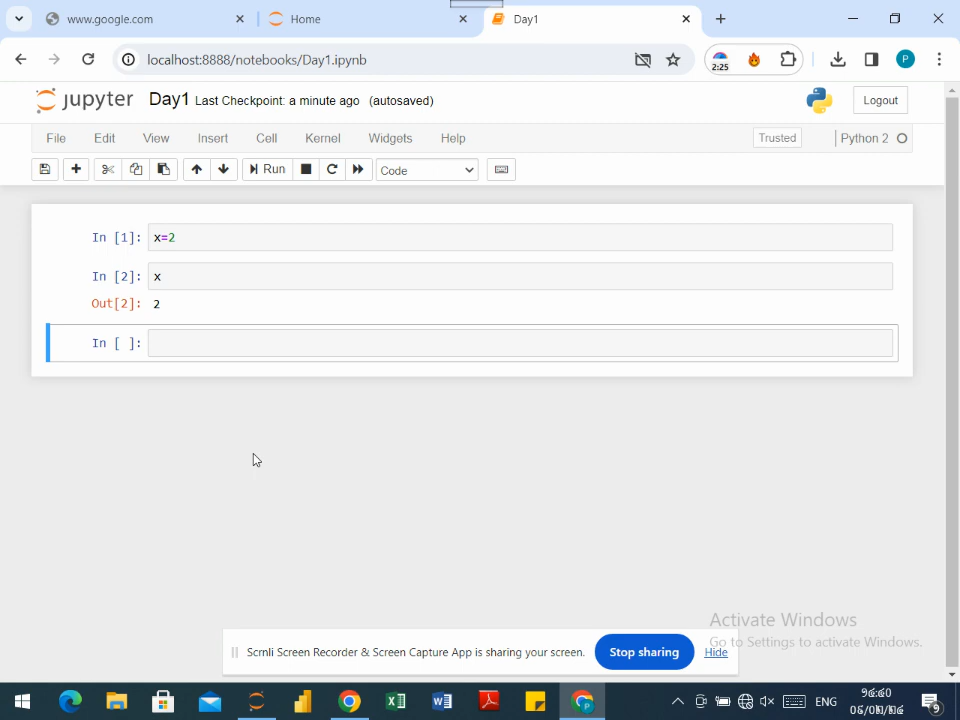 www.google.com
Home
Day1
localhost:8888/notebooks/Day1.ipynb
2:25
P
jupyter Day1 Last Checkpoint: a minute ago (autosaved)
Logout
File Edit View Insert Cell Kernel Widgets Help
Trusted
Python 2
Run
Code
In [1]: x=2
In [2]: x
Out[2]: 2
In [ ]:
Activate Windows
Go to Settings to activate Windows.
Scrnli Screen Recorder & Screen Capture App is sharing your screen.
Stop sharing
Hide
ENG
9